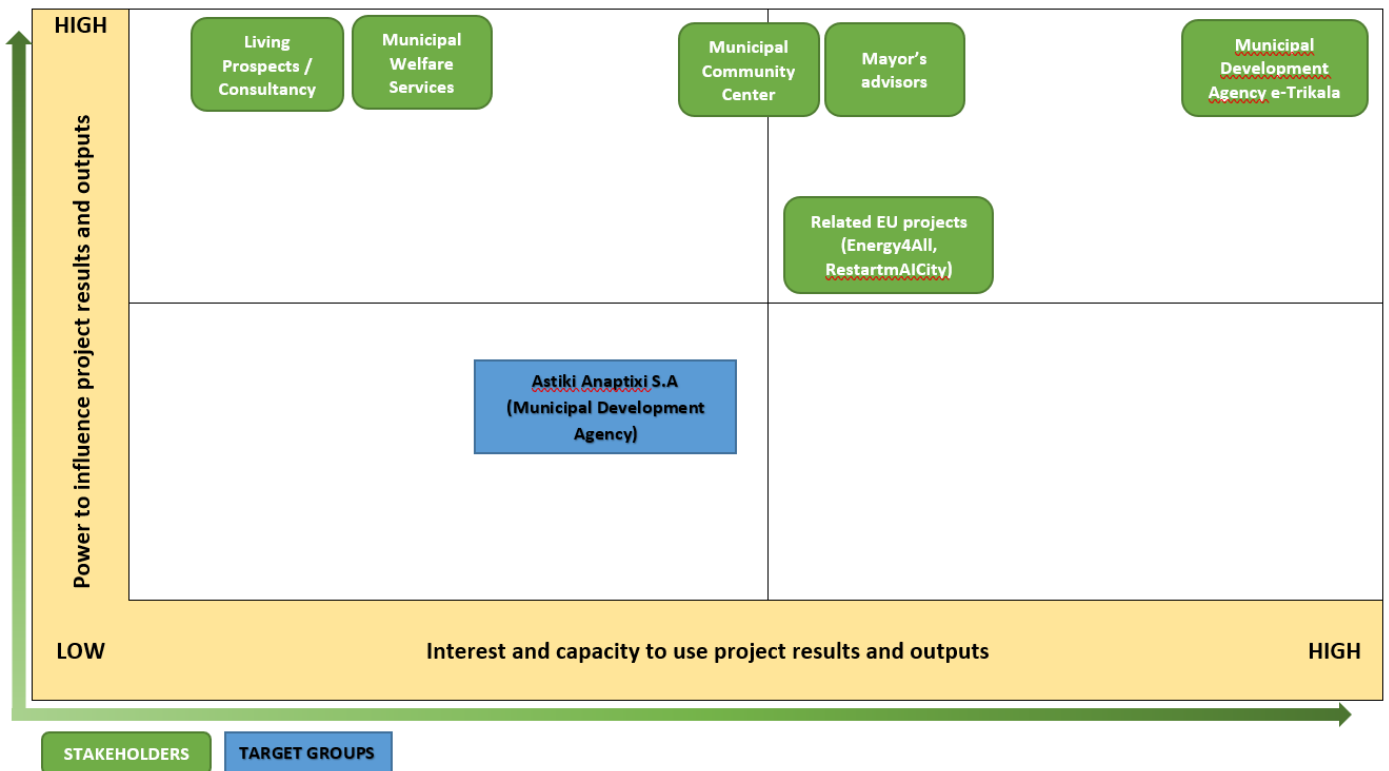 HIGH
Living
Prospects /
Consultancy
Municipal
Welfare
Services
Municipal
Community
Center
Mayor's
advisors
Municipal
Development
Agency e-Trikala
Related EU projects
(Energy4All,
RestartmAICity)
Power to influence project results and outputs
Astiki Anaptixi S.A
(Municipal Development
Agency)
LOW
Interest and capacity to use project results and outputs
HIGH
STAKEHOLDERS
TARGET GROUPS